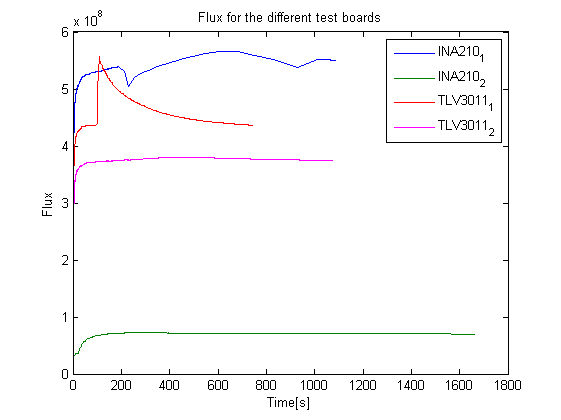 Flux for the different test boards
x 10^8
6
5
4
3
2
1
0
Flux
INA210_1
INA210_2
TLV3011_1
TLV3011_2
0 200 400 600 800 1000 1200 1400 1600 1800
Time[s]